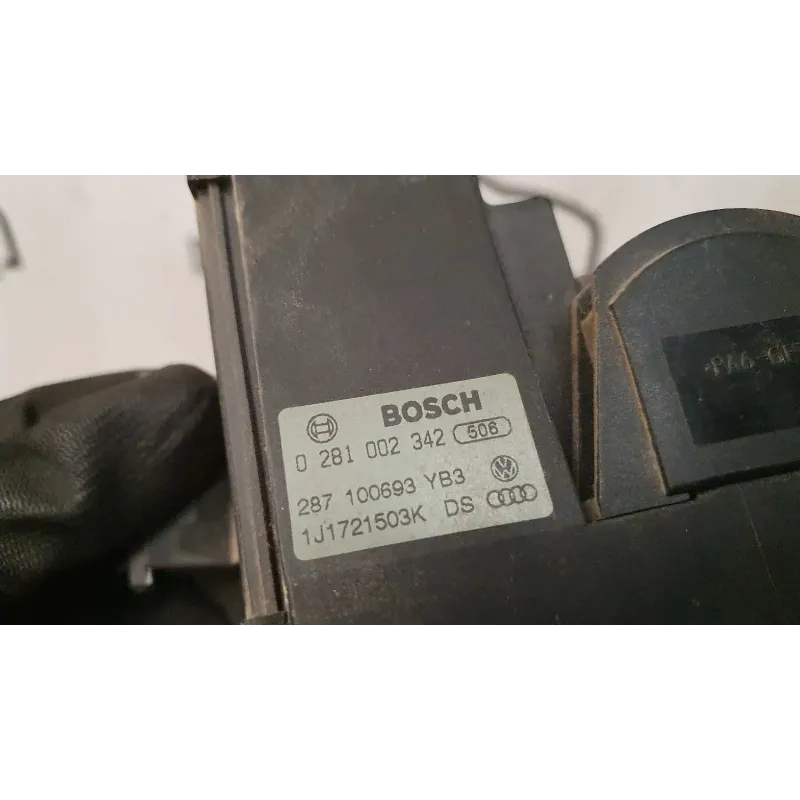 BOSCH
0 281 002 342 506
287 100693 YB3
1J1721503K DS